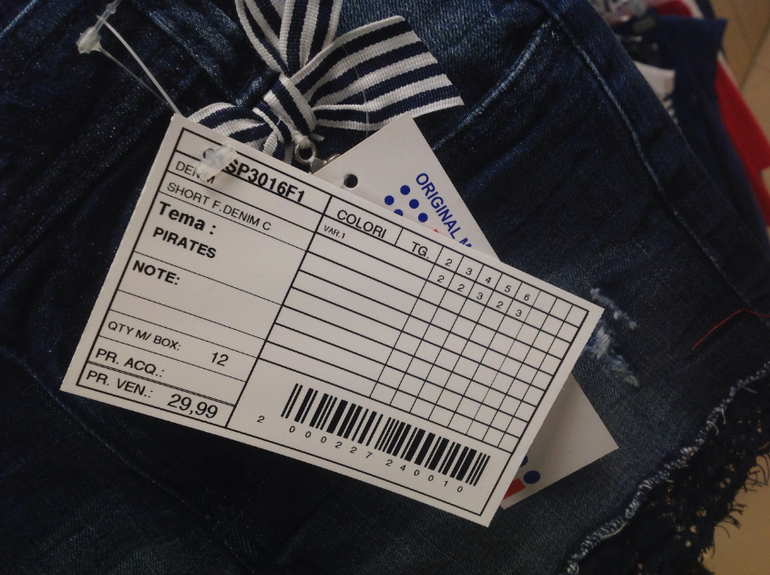 SP3016F1
DENIM
SHORT F.DENIM C
Tema :
PIRATES
NOTE:
QTY M/ BOX: 12
PR. ACQ.:
PR. VEN.: 29,99
COLORI TG. 2 3 4 5 6
VAR.1 2 2 3 2 3
2 000227 240010
ORIGINAL M